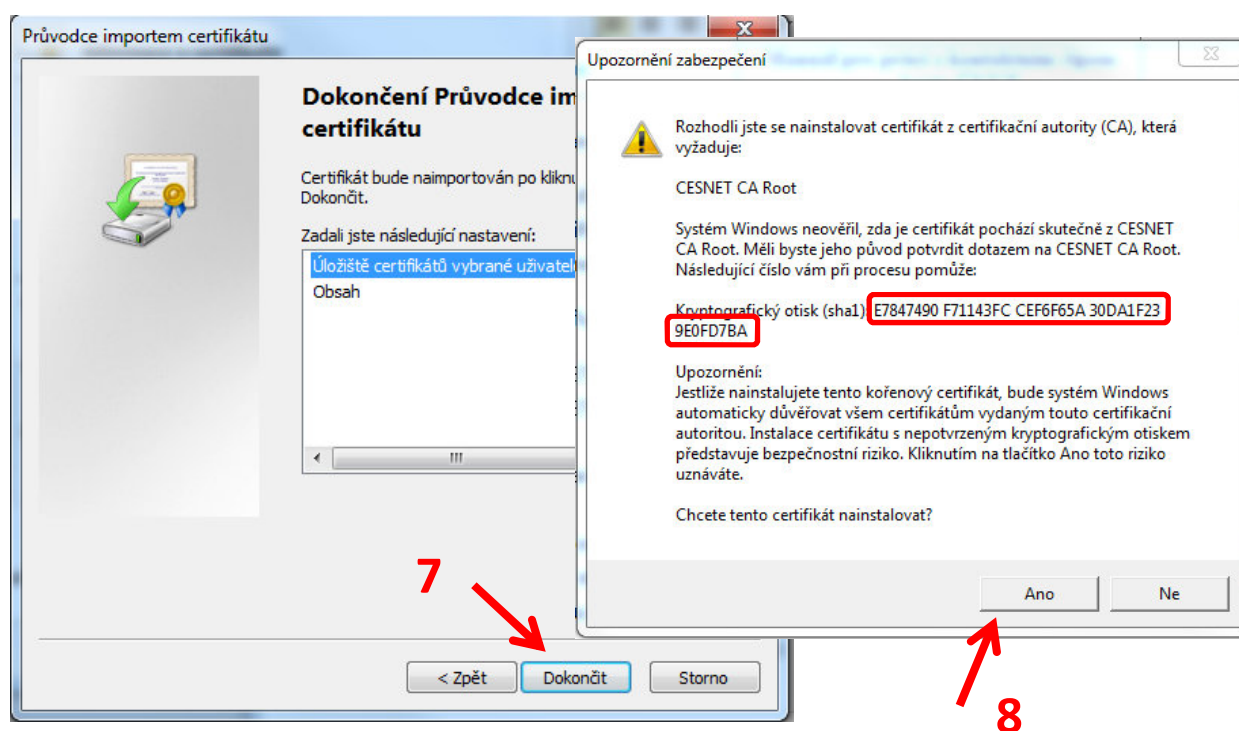 Průvodce importem certifikátu
Dokončení Průvodce
certifikátu
Certifikát bude naimportován po
Dokončit.
Zadali jste následující nastavení:
Úložiště certifikátů vybrané
Obsah
7
< Zpět
Dokončit
Storno
Upozornění zabezpečení
Rozhodli jste se nainstalovat certifikát z certifikační autority (CA), která
vyžaduje:
CESNET CA Root
Systém Windows neověřil, zda je certifikát pochází skutečně z CESNET
CA Root. Měli byste jeho původ potvrdit dotazem na CESNET CA Root.
Následující číslo vám při procesu pomůže:
Kryptografický otisk (sha1): E7847490 F71143FC CEF6F65A 30DA1F23
9E0FD7BA
Upozornění:
Jestliže nainstalujete tento kořenový certifikát, bude systém Windows
automaticky důvěřovat všem certifikátům vydaným touto certifikační
autoritou. Instalace certifikátu s nepotvrzeným kryptografickým otiskem
představuje bezpečnostní riziko. Kliknutím na tlačítko Ano toto riziko
uznáváte.
Chcete tento certifikát nainstalovat?
Ano
Ne
8